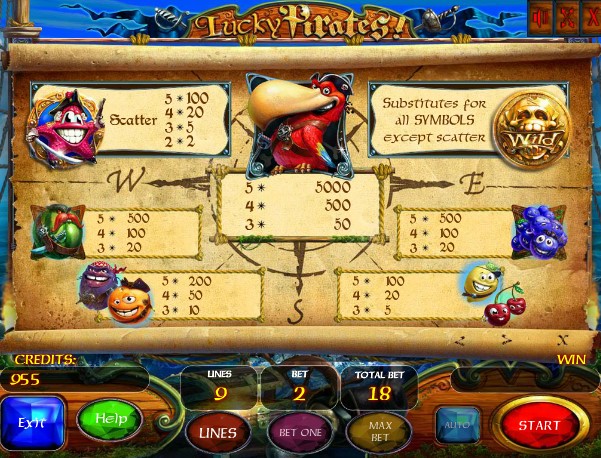 Lucky Pirates!
Scatter
5 * 100
4 * 20
3 * 5
2 * 2
Substitutes for
all SYMBOLS
except scatter
Wild
W
E
5 * 5000
4 * 500
3 * 50
5 * 500
4 * 100
3 * 20
5 * 500
4 * 100
3 * 20
5 * 200
4 * 50
3 * 10
5 * 100
4 * 20
3 * 5
S
< > X
CREDITS:
955
LINES
9
BET
2
TOTAL BET
18
WIN
Exit
Help
LINES
BET ONE
MAX
BET
AUTO
START